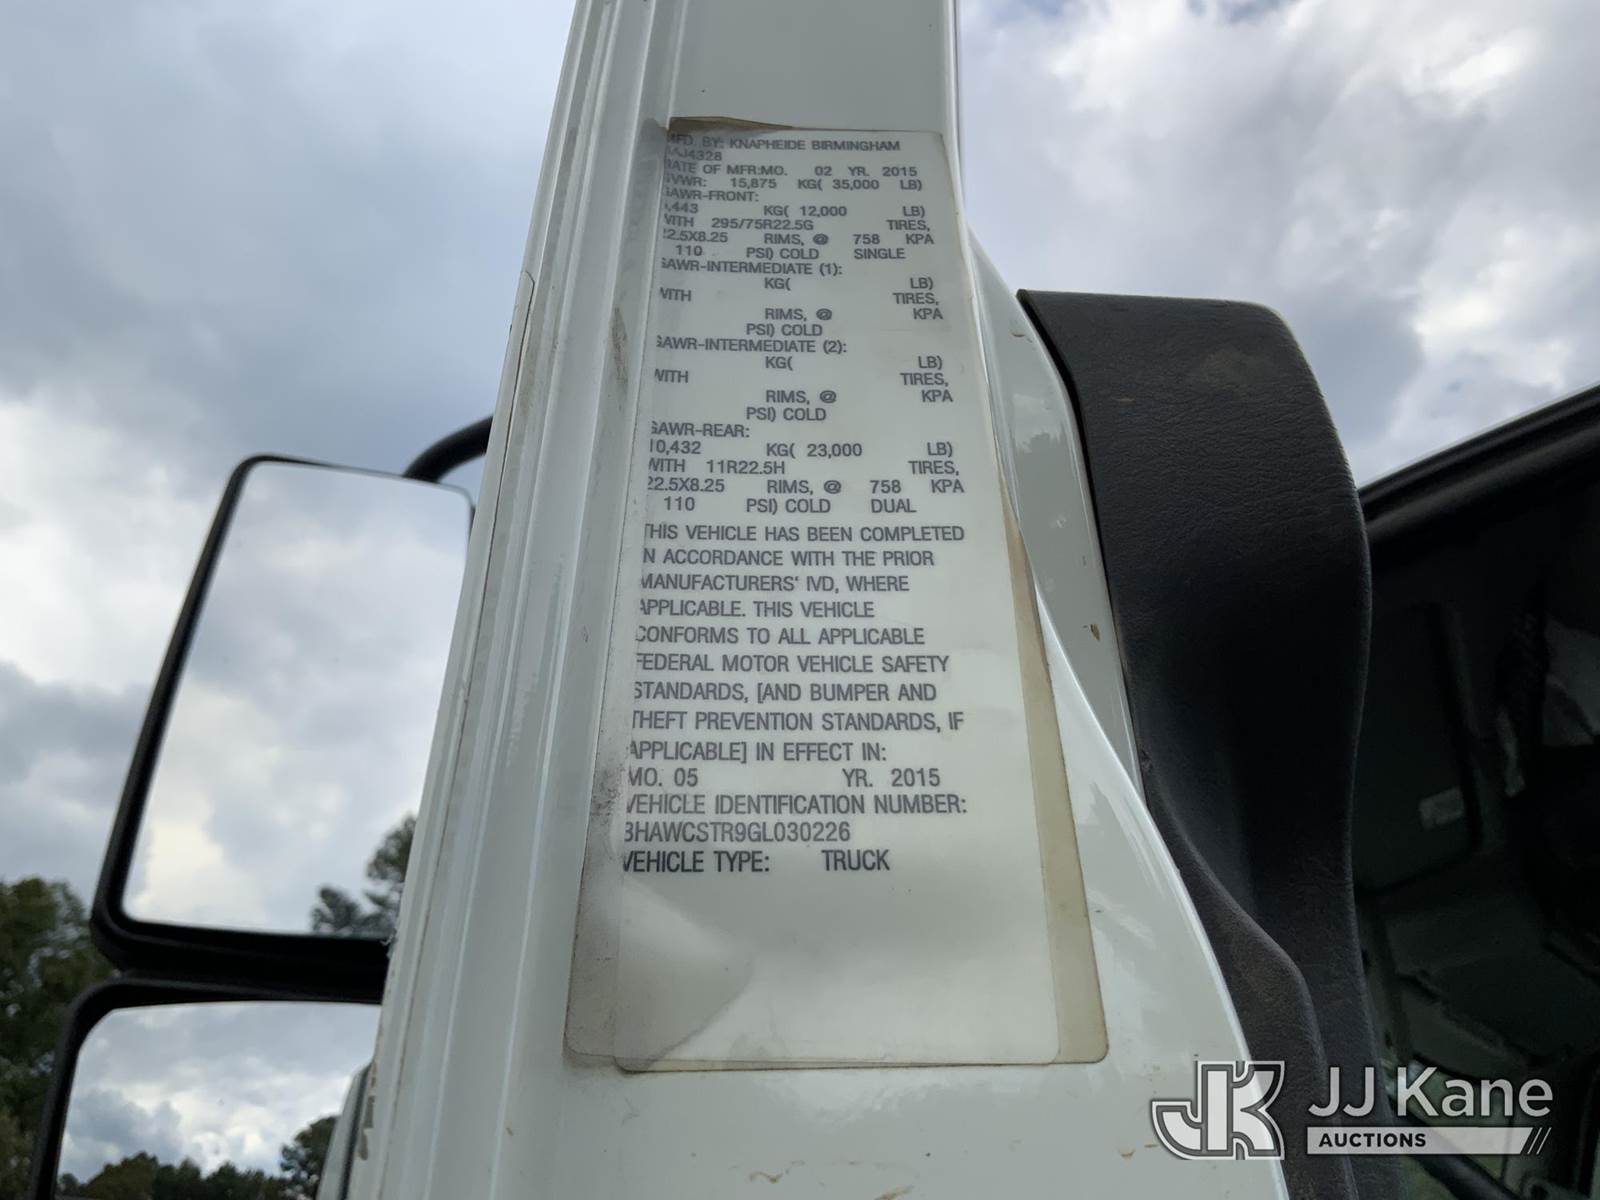 MFD. BY: KNAPHEIDE BIRMINGHAM
MJ4328
DATE OF MFR:MO. 02 YR. 2015
GVWR: 15,875 KG( 35,000 LB)
GAWR-FRONT:
,443 KG( 12,000 LB)
WITH 295/75R22.5G TIRES,
22.5X8.25 RIMS, @ 758 KPA
110 PSI) COLD SINGLE
GAWR-INTERMEDIATE (1):
KG( LB)
WITH TIRES,
RIMS, @ KPA
PSI) COLD
GAWR-INTERMEDIATE (2):
KG( LB)
WITH TIRES,
RIMS, @ KPA
PSI) COLD
GAWR-REAR:
10,432 KG( 23,000 LB)
WITH 11R22.5H TIRES,
22.5X8.25 RIMS, @ 758 KPA
110 PSI) COLD DUAL
THIS VEHICLE HAS BEEN COMPLETED
IN ACCORDANCE WITH THE PRIOR
MANUFACTURERS' IVD, WHERE
APPLICABLE. THIS VEHICLE
CONFORMS TO ALL APPLICABLE
FEDERAL MOTOR VEHICLE SAFETY
STANDARDS, [AND BUMPER AND
THEFT PREVENTION STANDARDS, IF
APPLICABLE] IN EFFECT IN:
MO. 05 YR. 2015
VEHICLE IDENTIFICATION NUMBER:
3HAWCSTR9GL030226
VEHICLE TYPE: TRUCK
JK JJ Kane
AUCTIONS